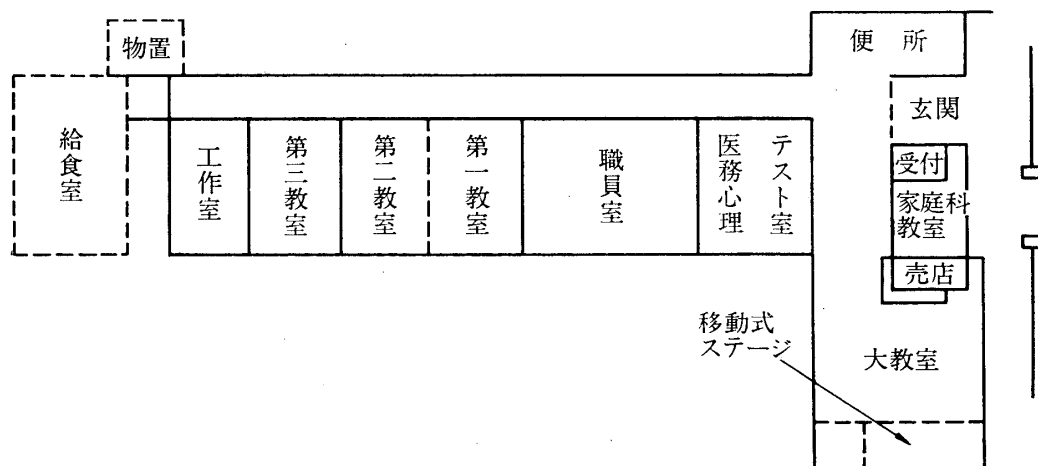 物置
便所
玄関
給食室
工作室
第三教室
第二教室
第一教室
職員室
医務心理
テスト室
受付
家庭科
教室
売店
移動式
ステージ
大教室